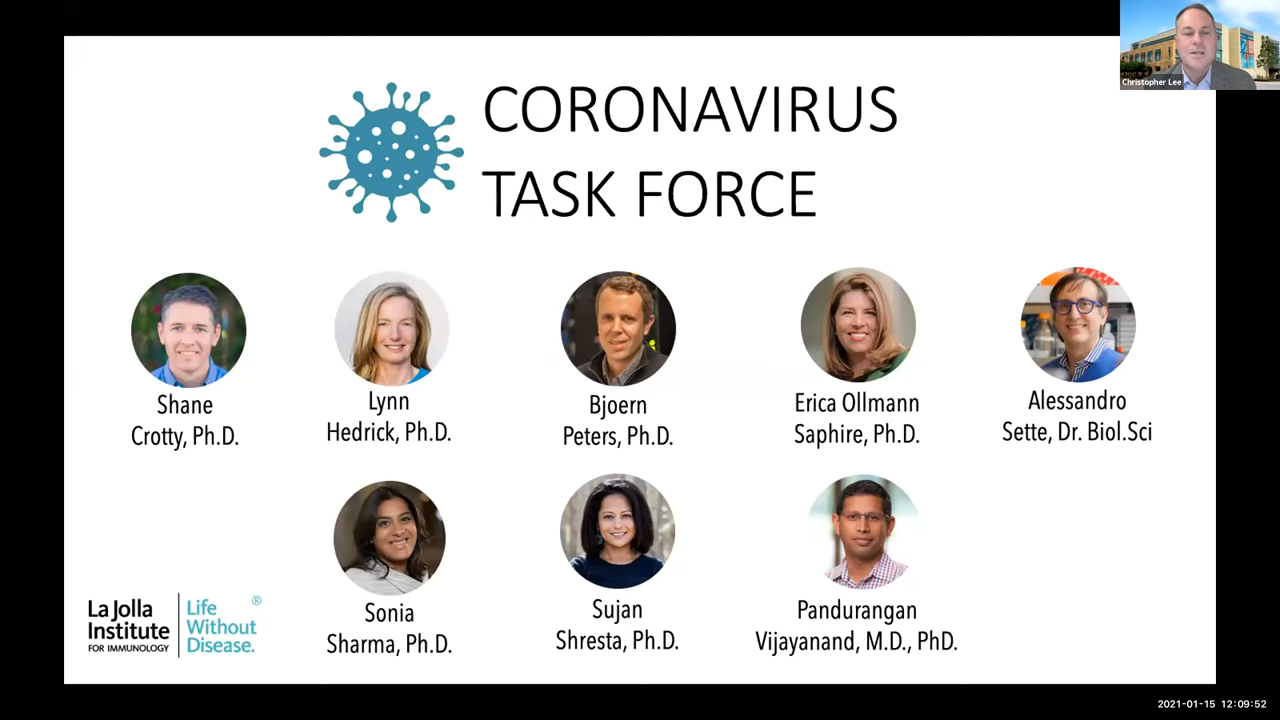 Christopher Lee
CORONAVIRUS
TASK FORCE
Shane
Crotty, Ph.D.
Lynn
Hedrick, Ph.D.
Bjoern
Peters, Ph.D.
Erica Ollmann
Saphire, Ph.D.
Alessandro
Sette, Dr. Biol.Sci
Sonia
Sharma, Ph.D.
Sujan
Shresta, Ph.D.
Pandurangan
Vijayanand, M.D., PhD.
La Jolla
Institute
FOR IMMUNOLOGY
Life
Without
Disease.
®
2021-01-15 12:09:52